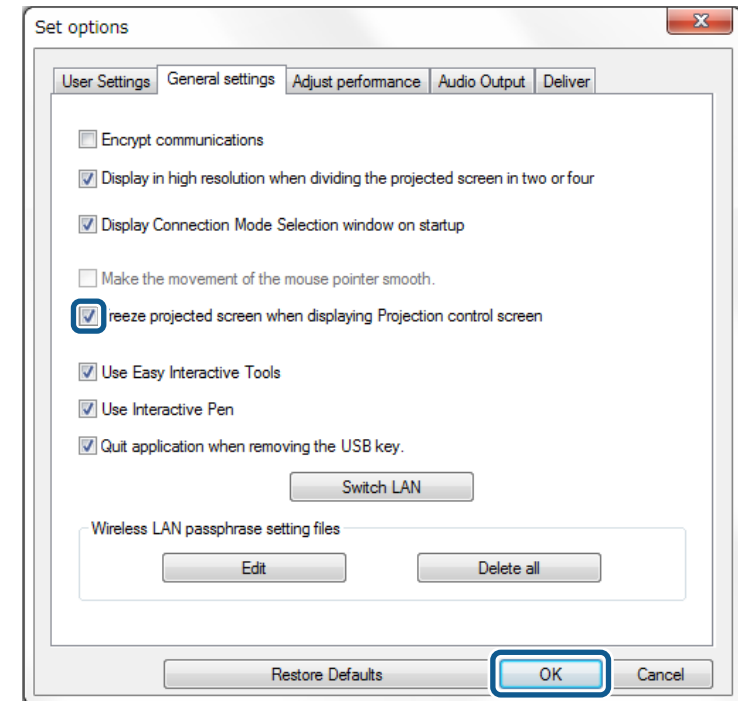 Set options
User Settings General settings Adjust performance Audio Output Deliver
Encrypt communications
Display in high resolution when dividing the projected screen in two or four
Display Connection Mode Selection window on startup
Make the movement of the mouse pointer smooth.
reeze projected screen when displaying Projection control screen
Use Easy Interactive Tools
Use Interactive Pen
Quit application when removing the USB key.
Switch LAN
Wireless LAN passphrase setting files
Edit Delete all
Restore Defaults OK Cancel